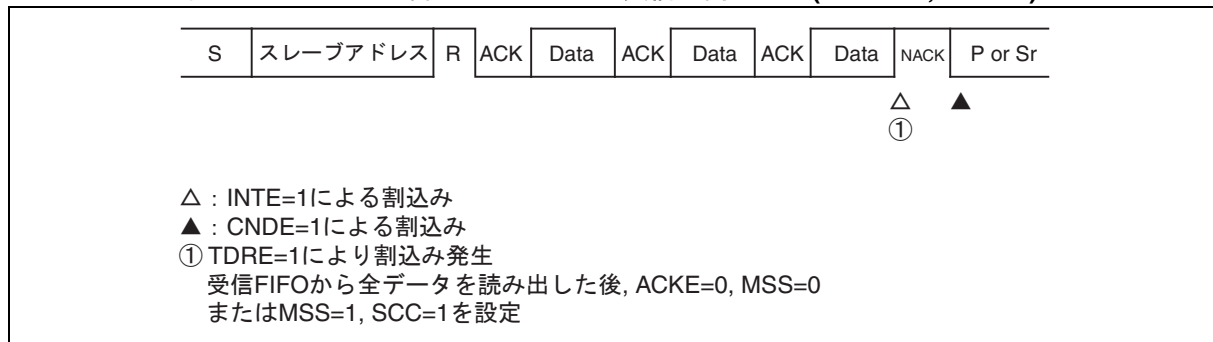 S スレーブアドレス R ACK Data ACK Data ACK Data NACK P or Sr
△ ▲
①
△ : INTE=1による割込み
▲ : CNDE=1による割込み
① TDRE=1により割込み発生
受信FIFOから全データを読み出した後, ACKE=0, MSS=0
またはMSS=1, SCC=1を設定